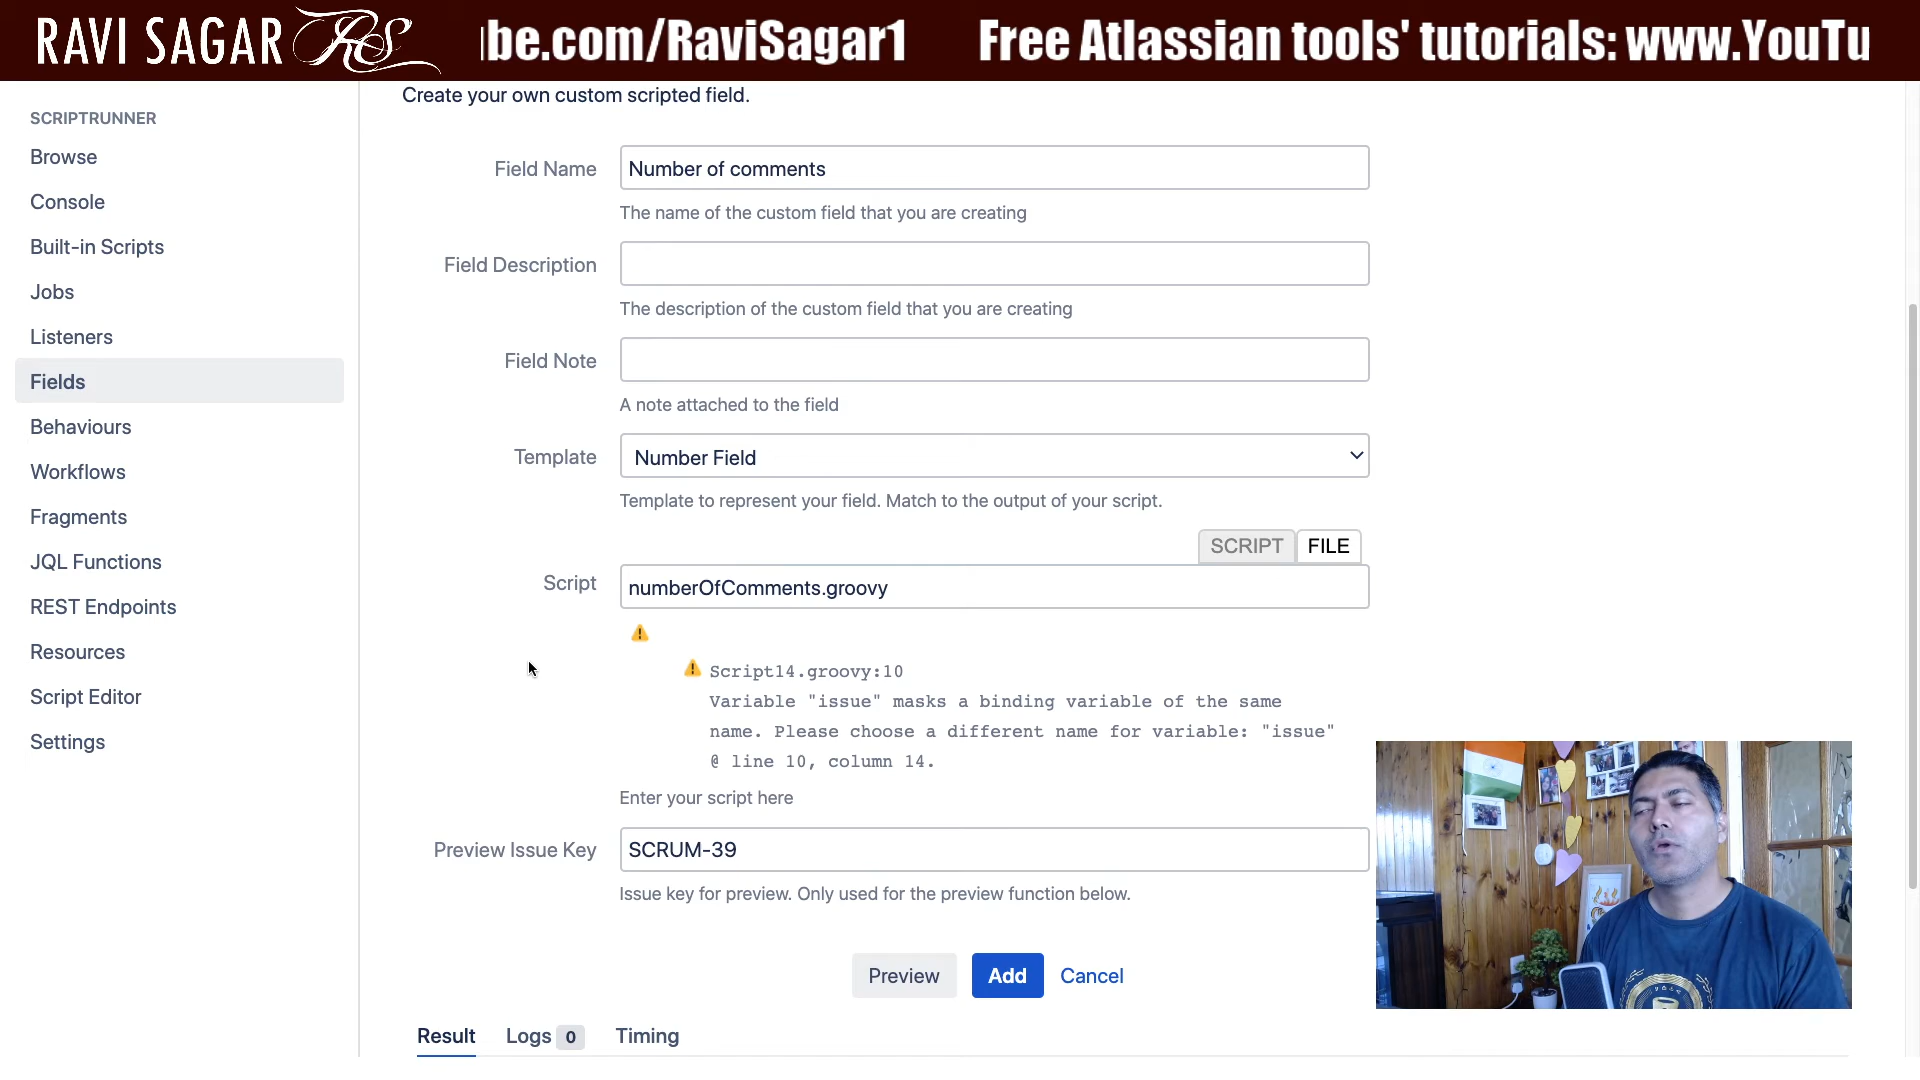 RAVI SAGAR RS
be.com/RaviSagar1 Free Atlassian tools' tutorials: www.YouTu
Create your own custom scripted field.
SCRIPTRUNNER
Browse
Console
Built-in Scripts
Jobs
Listeners
Fields
Behaviours
Workflows
Fragments
JQL Functions
REST Endpoints
Resources
Script Editor
Settings
Field Name Number of comments
The name of the custom field that you are creating
Field Description
The description of the custom field that you are creating
Field Note
A note attached to the field
Template Number Field
Template to represent your field. Match to the output of your script.
SCRIPT FILE
Script numberOfComments.groovy
Script14.groovy:10
Variable "issue" masks a binding variable of the same
name. Please choose a different name for variable: "issue"
@ line 10, column 14.
Enter your script here
Preview Issue Key SCRUM-39
Issue key for preview. Only used for the preview function below.
Preview Add Cancel
Result Logs 0 Timing